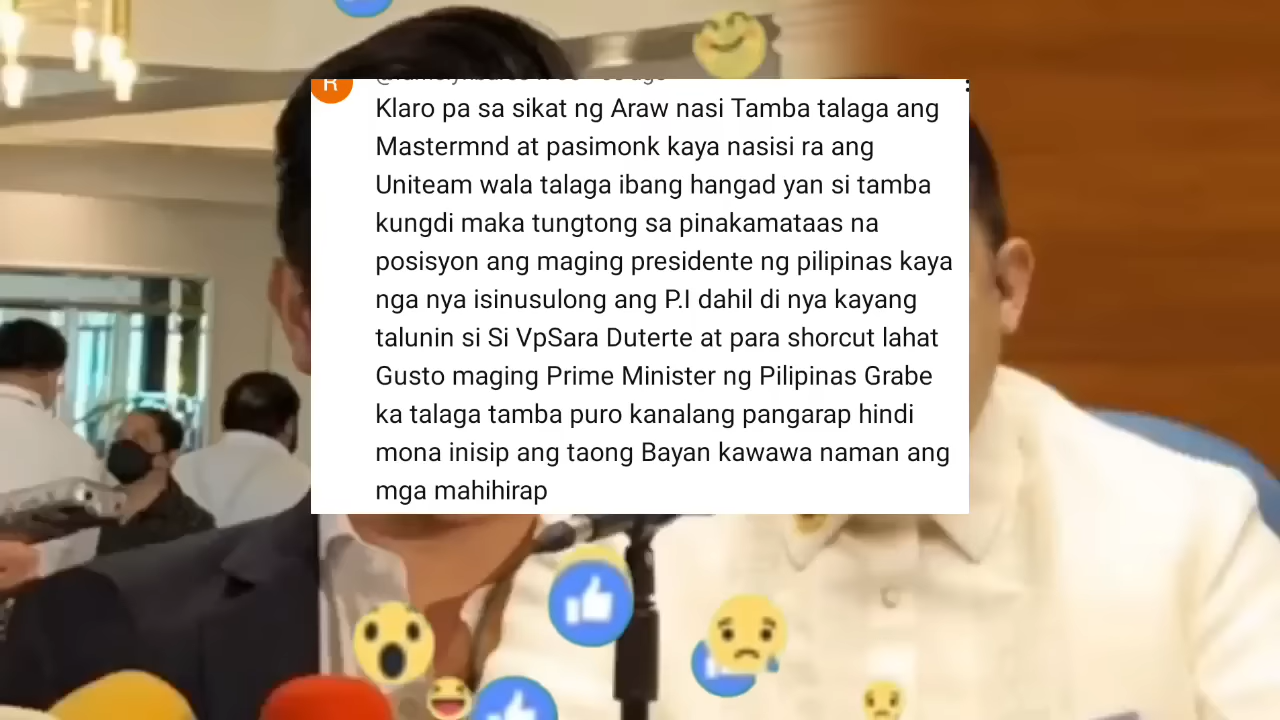 R
Klaro pa sa sikat ng Araw nasi Tamba talaga ang
Mastermnd at pasimonk kaya nasisi ra ang
Uniteam wala talaga ibang hangad yan si tamba
kungdi maka tungtong sa pinakamataas na
posisyon ang maging presidente ng pilipinas kaya
nga nya isinusulong ang P.I dahil di nya kayang
talunin si Si VpSara Duterte at para shorcut lahat
Gusto maging Prime Minister ng Pilipinas Grabe
ka talaga tamba puro kanalang pangarap hindi
mona inisip ang taong Bayan kawawa naman ang
mga mahihirap